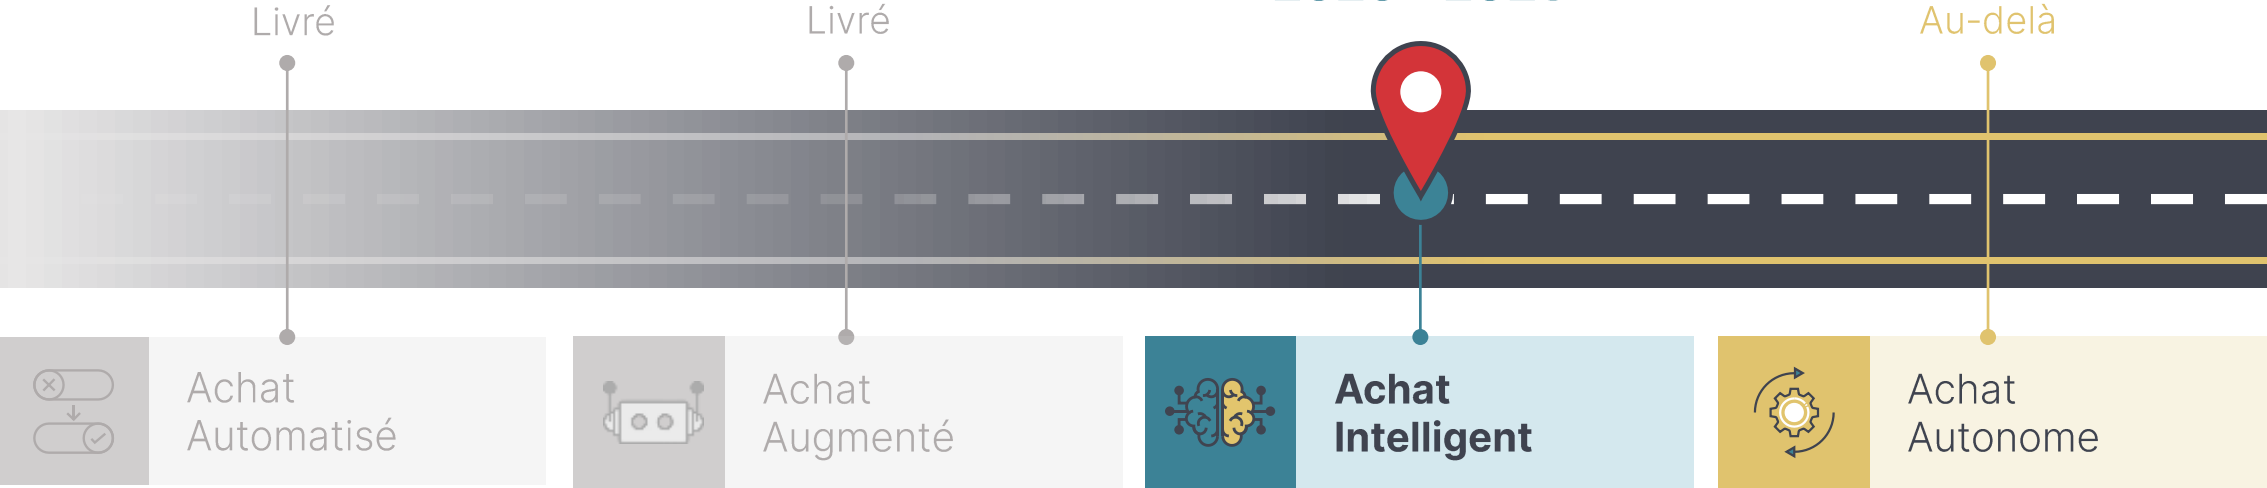 Livré
Livré
Au-delà
Achat
Automatisé
Achat
Augmenté
Achat
Intelligent
Achat
Autonome